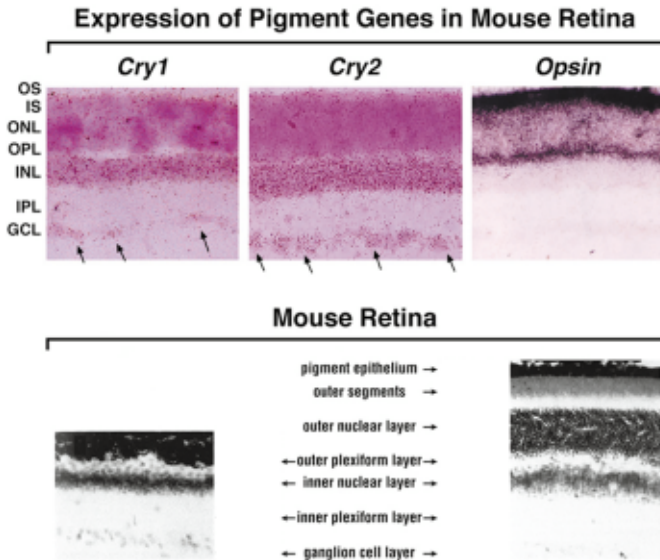 Expression of Pigment Genes in Mouse Retina
Cry1 Cry2 Opsin
OS
IS
ONL
OPL
INL
IPL
GCL
Mouse Retina
pigment epithelium →
outer segments →
outer nuclear layer →
← outer plexiform layer →
← inner nuclear layer →
← inner plexiform layer →
← ganglion cell layer →